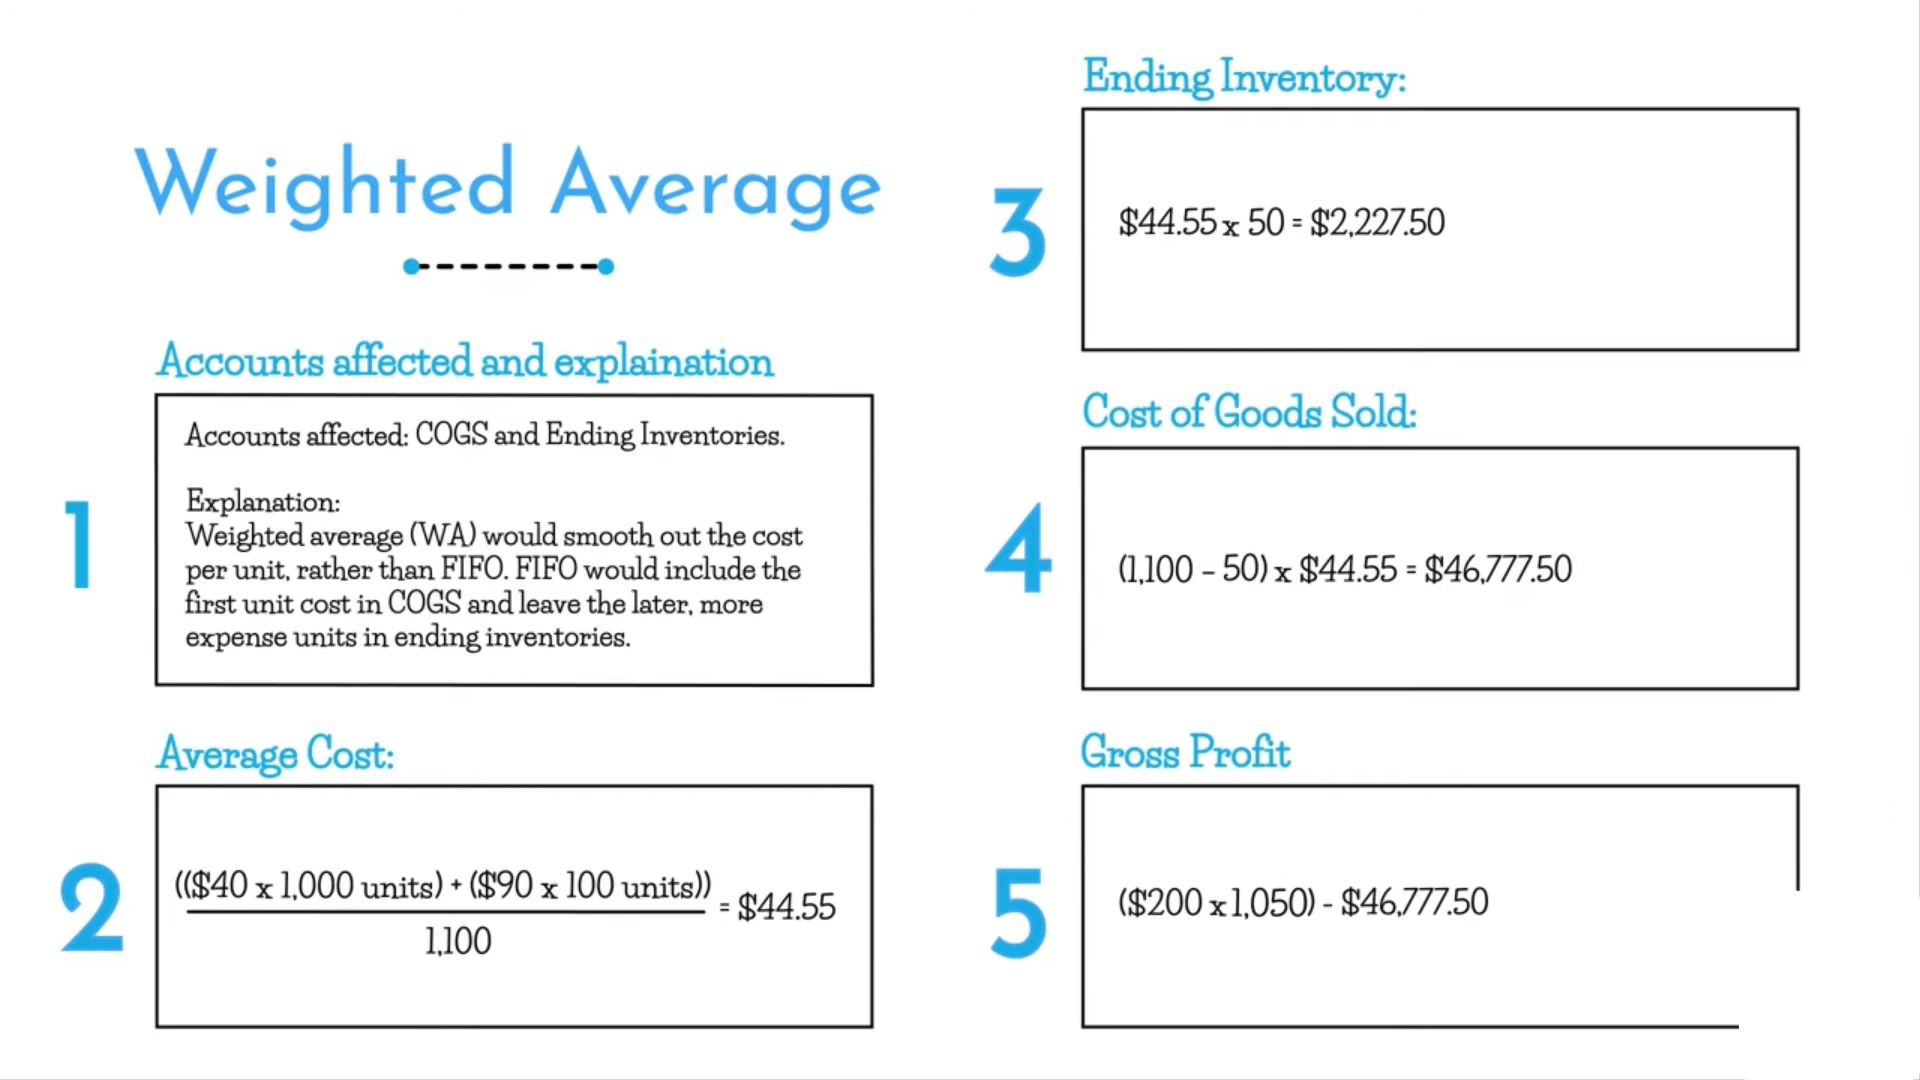 Weighted Average
Accounts affected and explaination
1
Accounts affected: COGS and Ending Inventories.
Explanation:
Weighted average (WA) would smooth out the cost
per unit, rather than FIFO. FIFO would include the
first unit cost in COGS and leave the later, more
expense units in ending inventories.
Average Cost:
2
(($40 x 1,000 units) + ($90 x 100 units))
1,100
= $44.55
Ending Inventory:
3
$44.55 x 50 = $2,227.50
Cost of Goods Sold:
4
(1,100 - 50) x $44.55 = $46,777.50
Gross Profit
5
($200 x 1,050) - $46,777.50